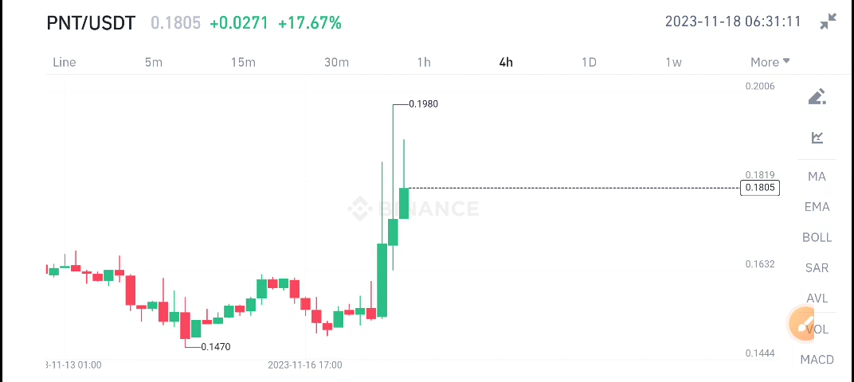 PNT/USDT 0.1805 +0.0271 +17.67% 2023-11-18 06:31:11
Line 5m 15m 30m 1h 4h 1D 1w More
0.2006
0.1980
0.1819
0.1805
BINANCE
0.1632
0.1470
0.1444
3-11-13 01:00 2023-11-16 17:00
MA
EMA
BOLL
SAR
AVL
VOL
MACD